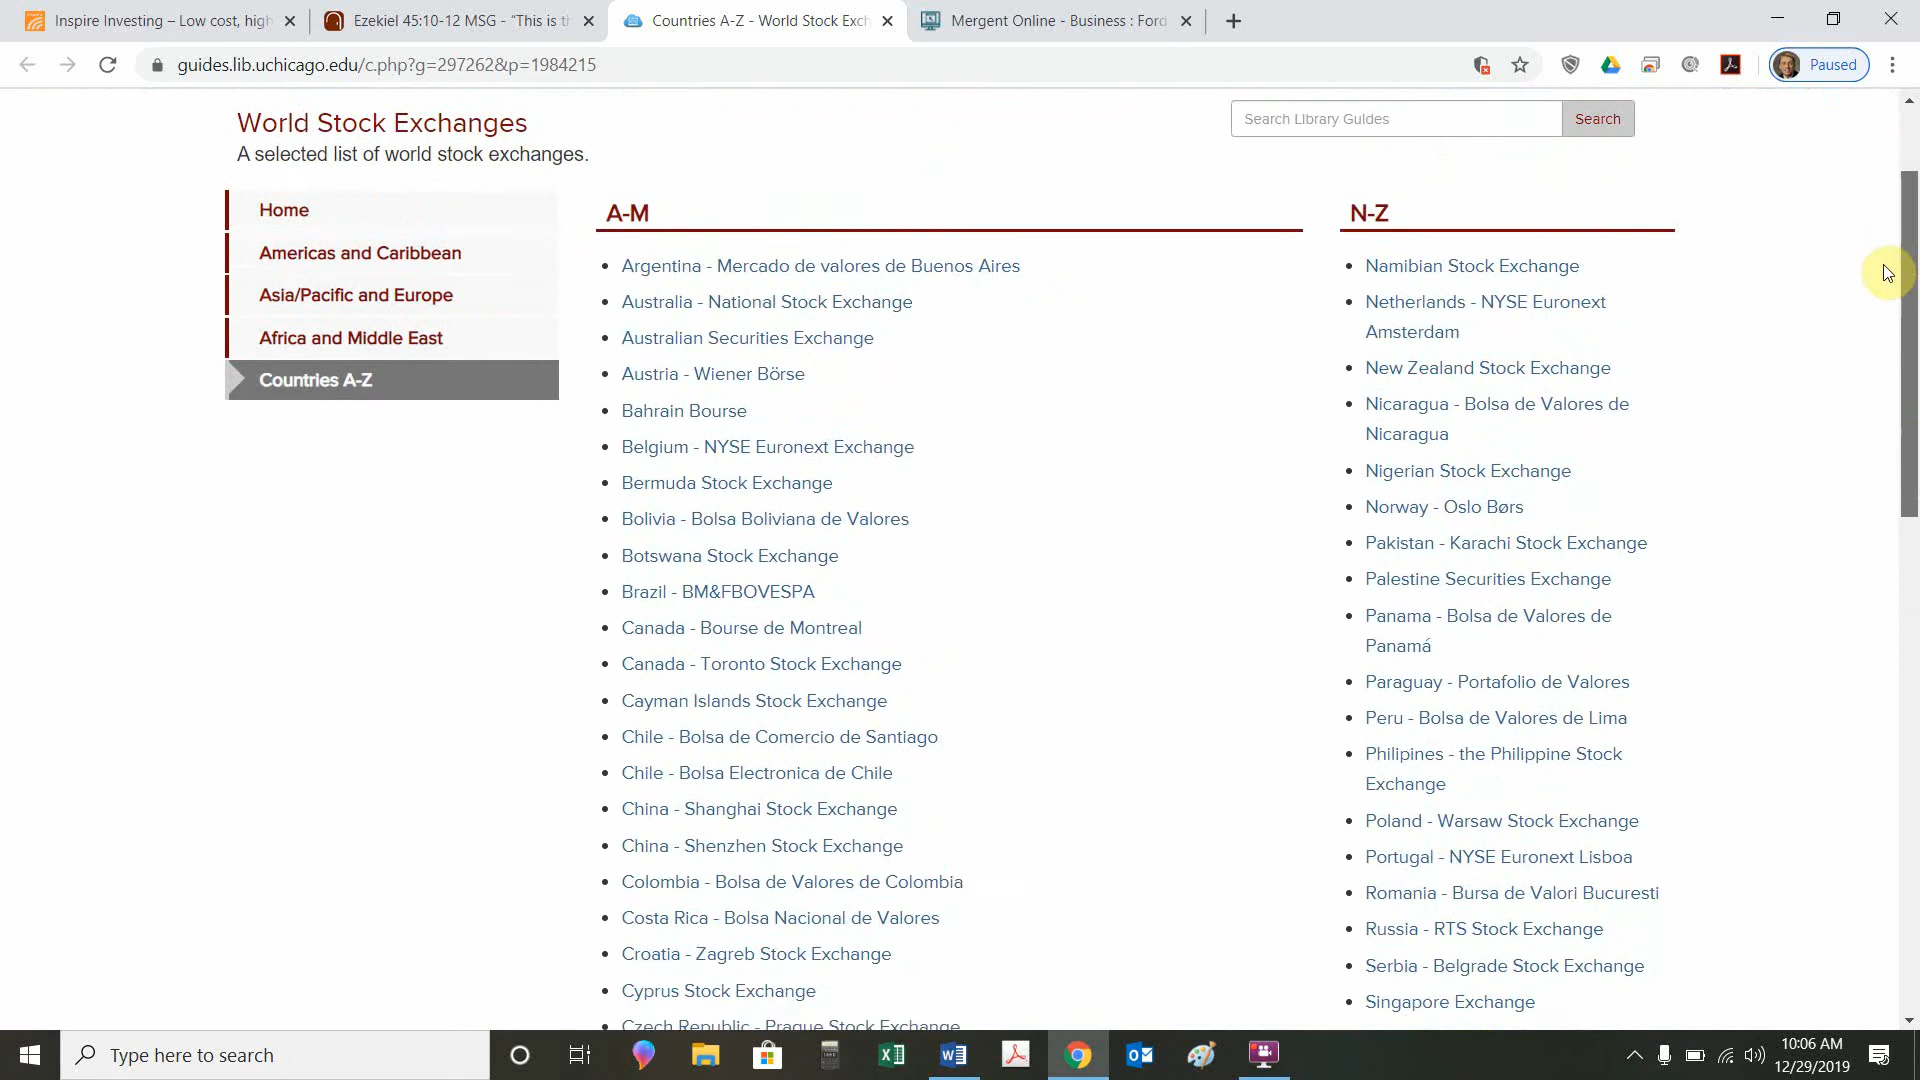 Inspire Investing – Low cost, high
Ezekiel 45:10-12 MSG - "This is th
Countries A-Z - World Stock Exch
Mergent Online - Business : Ford
guides.lib.uchicago.edu/c.php?g=297262&p=1984215
Paused
World Stock Exchanges
A selected list of world stock exchanges.
Search Library Guides
Search
Home
Americas and Caribbean
Asia/Pacific and Europe
Africa and Middle East
Countries A-Z
A-M
Argentina - Mercado de valores de Buenos Aires
Australia - National Stock Exchange
Australian Securities Exchange
Austria - Wiener Börse
Bahrain Bourse
Belgium - NYSE Euronext Exchange
Bermuda Stock Exchange
Bolivia - Bolsa Boliviana de Valores
Botswana Stock Exchange
Brazil - BM&FBOVESPA
Canada - Bourse de Montreal
Canada - Toronto Stock Exchange
Cayman Islands Stock Exchange
Chile - Bolsa de Comercio de Santiago
Chile - Bolsa Electronica de Chile
China - Shanghai Stock Exchange
China - Shenzhen Stock Exchange
Colombia - Bolsa de Valores de Colombia
Costa Rica - Bolsa Nacional de Valores
Croatia - Zagreb Stock Exchange
Cyprus Stock Exchange
Czech Republic - Prague Stock Exchange
N-Z
Namibian Stock Exchange
Netherlands - NYSE Euronext
Amsterdam
New Zealand Stock Exchange
Nicaragua - Bolsa de Valores de
Nicaragua
Nigerian Stock Exchange
Norway - Oslo Børs
Pakistan - Karachi Stock Exchange
Palestine Securities Exchange
Panama - Bolsa de Valores de
Panamá
Paraguay - Portafolio de Valores
Peru - Bolsa de Valores de Lima
Philipines - the Philippine Stock
Exchange
Poland - Warsaw Stock Exchange
Portugal - NYSE Euronext Lisboa
Romania - Bursa de Valori Bucuresti
Russia - RTS Stock Exchange
Serbia - Belgrade Stock Exchange
Singapore Exchange
Type here to search
10:06 AM
12/29/2019